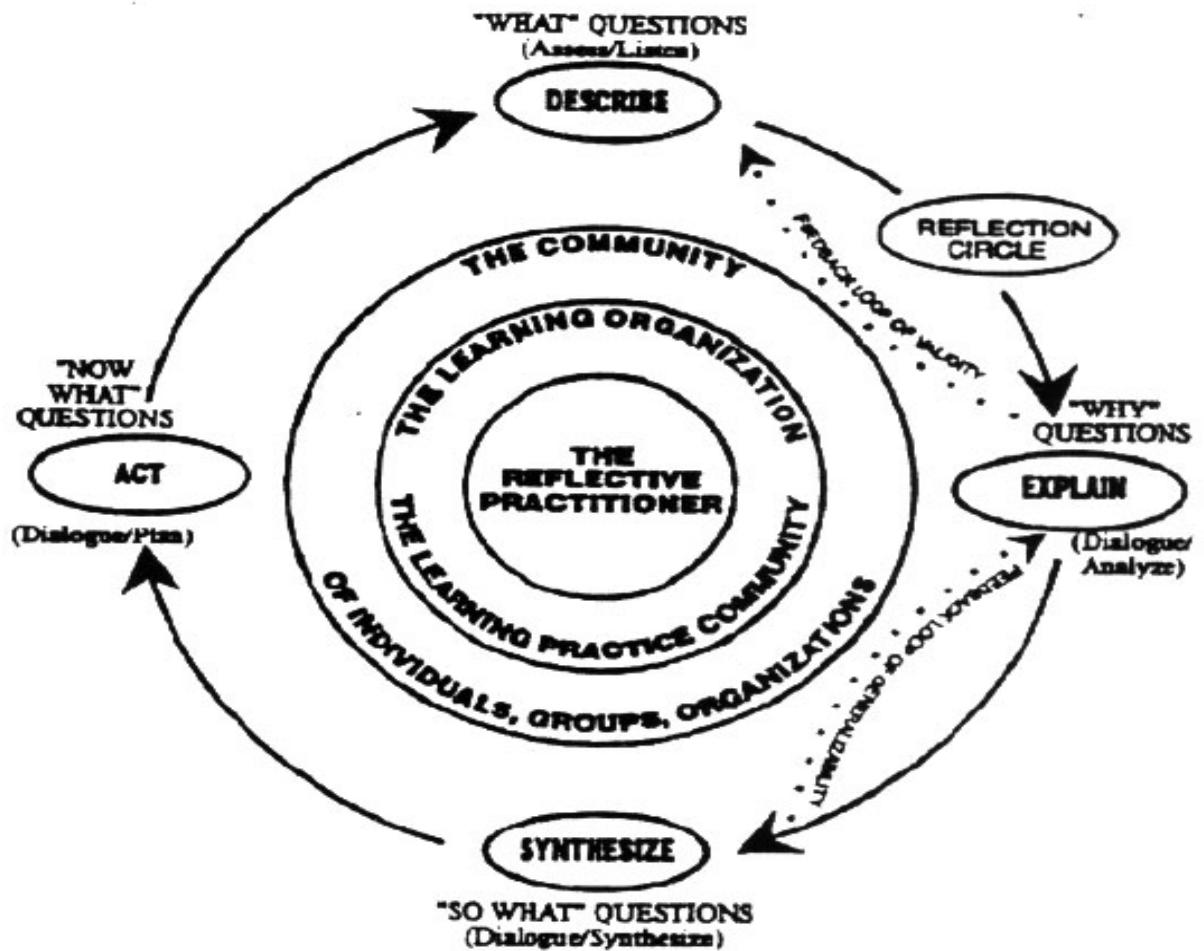 "WHAT" QUESTIONS
(Assess/Listen)
DESCRIBE
REFLECTION
CIRCLE
FEEDBACK LOOP OF VALIDITY
"WHY"
QUESTIONS
EXPLAIN
(Dialogue/
Analyze)
FEEDBACK LOOP OF GENERALIZABILITY
SYNTHESIZE
"SO WHAT" QUESTIONS
(Dialogue/Synthesize)
"NOW
WHAT"
QUESTIONS
ACT
(Dialogue/Plan)
THE COMMUNITY
OF INDIVIDUALS, GROUPS, ORGANIZATIONS
THE LEARNING ORGANIZATION
THE LEARNING PRACTICE COMMUNITY
THE
REFLECTIVE
PRACTITIONER